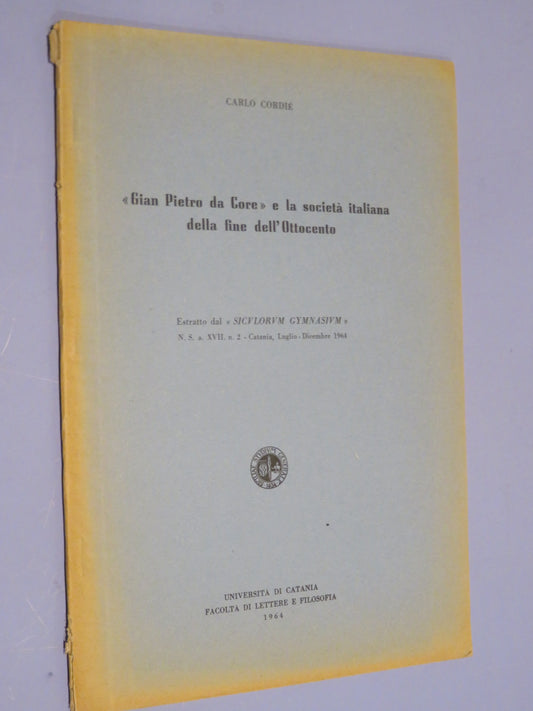 CARLO CORDIÉ
«Gian Pietro da Core» e la società italiana
della fine dell'Ottocento
Estratto dal « SICVLORVM GYMNASIVM »
N. S. a. XVII. n. 2 - Catania, Luglio - Dicembre 1964
UNIVERSITÀ DI CATANIA
FACOLTÀ DI LETTERE E FILOSOFIA
1964